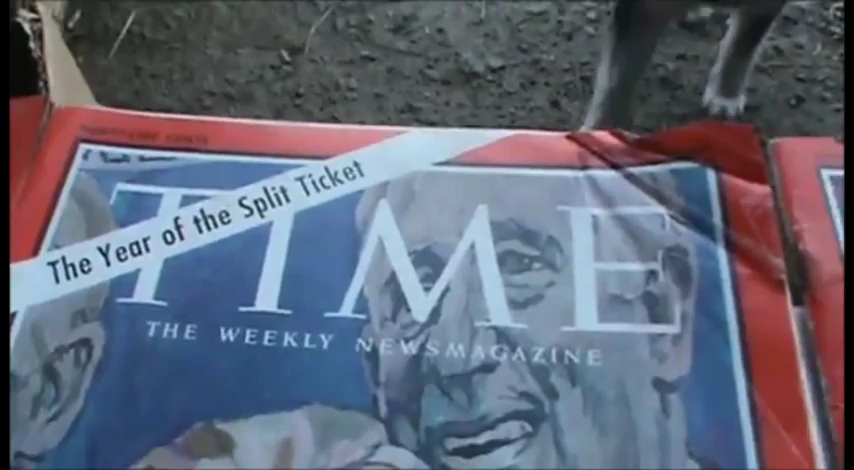 The Year of the Split Ticket
TIME
THE WEEKLY NEWSMAGAZINE